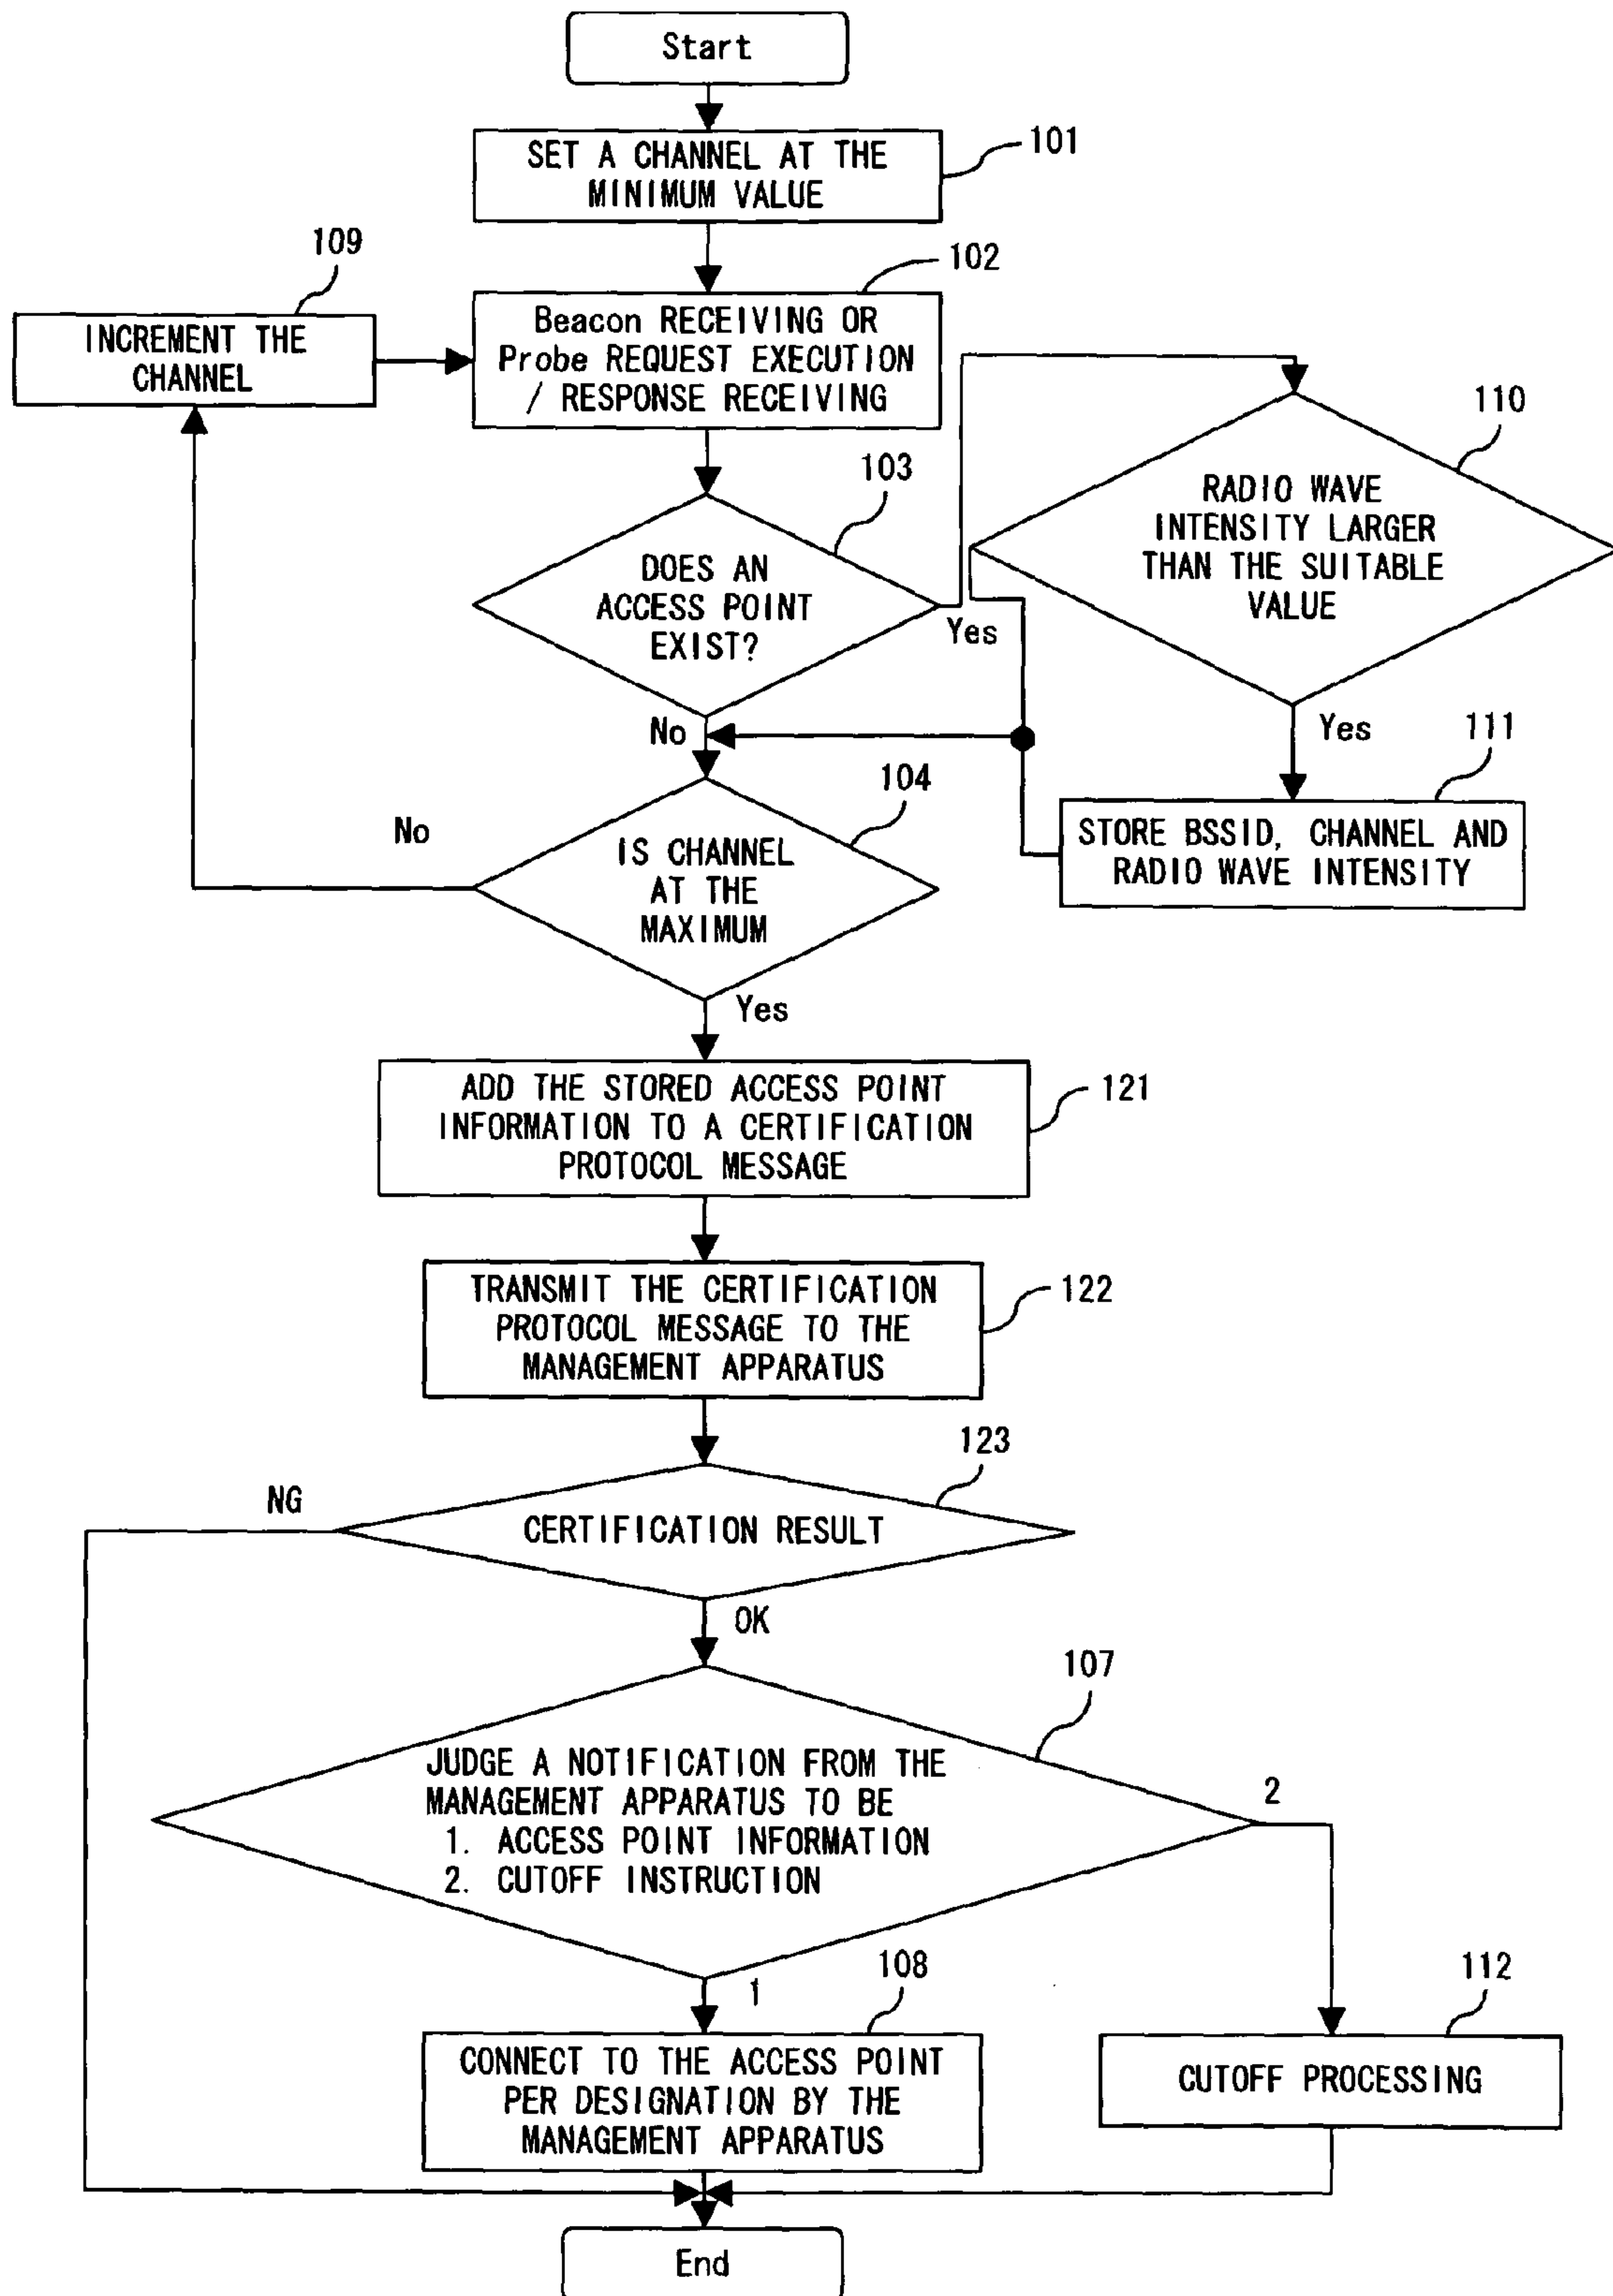 Start
101
SET A CHANNEL AT THE
MINIMUM VALUE
109
102
INCREMENT THE
CHANNEL
Beacon RECEIVING OR
Probe REQUEST EXECUTION
/ RESPONSE RECEIVING
110
103
RADIO WAVE
INTENSITY LARGER
THAN THE SUITABLE
VALUE
DOES AN
ACCESS POINT
EXIST?
Yes
No
Yes
111
104
No
STORE BSSID, CHANNEL AND
RADIO WAVE INTENSITY
IS CHANNEL
AT THE
MAXIMUM
Yes
121
ADD THE STORED ACCESS POINT
INFORMATION TO A CERTIFICATION
PROTOCOL MESSAGE
122
TRANSMIT THE CERTIFICATION
PROTOCOL MESSAGE TO THE
MANAGEMENT APPARATUS
123
NG
CERTIFICATION RESULT
OK
107
JUDGE A NOTIFICATION FROM THE
MANAGEMENT APPARATUS TO BE
1. ACCESS POINT INFORMATION
2. CUTOFF INSTRUCTION
2
1
108
112
CONNECT TO THE ACCESS POINT
PER DESIGNATION BY THE
MANAGEMENT APPARATUS
CUTOFF PROCESSING
End